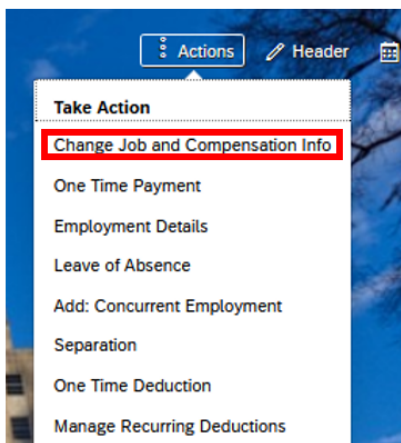 Actions
Header
Take Action
Change Job and Compensation Info
One Time Payment
Employment Details
Leave of Absence
Add: Concurrent Employment
Separation
One Time Deduction
Manage Recurring Deductions